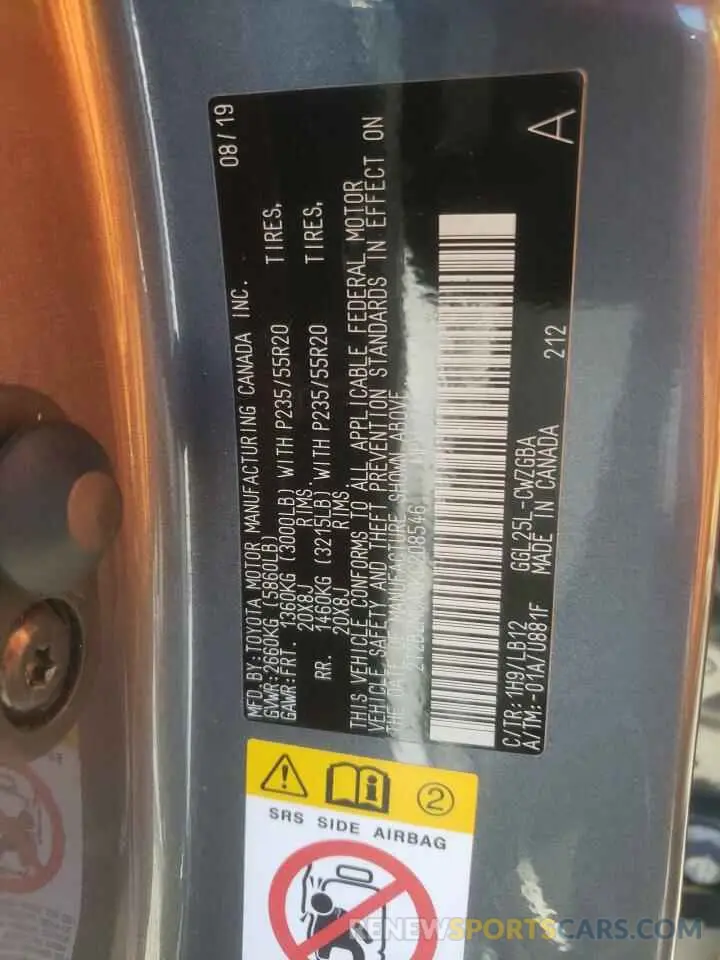 MFD. BY: TOYOTA MOTOR MANUFACTURING CANADA INC. 08/19
GVWR: 2660KG (5860LB)
GAWR: FRT. 1360KG (3000LB) WITH P235/55R20 TIRES,
20X8J RIMS.
RR. 1460KG (3215LB) WITH P235/55R20 TIRES,
20X8J RIMS.
THIS VEHICLE CONFORMS TO ALL APPLICABLE FEDERAL MOTOR
VEHICLE SAFETY AND THEFT PREVENTION STANDARDS IN EFFECT ON
THE DATE OF MANUFACTURE SHOWN ABOVE.
C/TR: 1H9/LB12 GGL25L-CWZGBA 212
A/TM: -01A/U881F MADE IN CANADA A
2
SRS SIDE AIRBAG
RENEWSPORTSCARS.COM